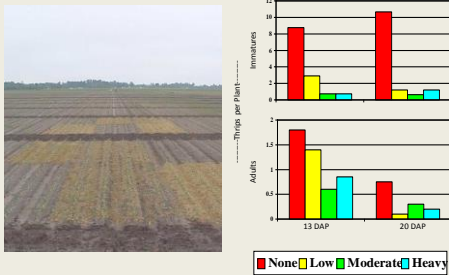 12
10
8
6
4
2
0
Immatures
--------Thrips per Plant--------
2
1.5
1
0.5
0
Adults
13 DAP
20 DAP
None Low Moderate Heavy